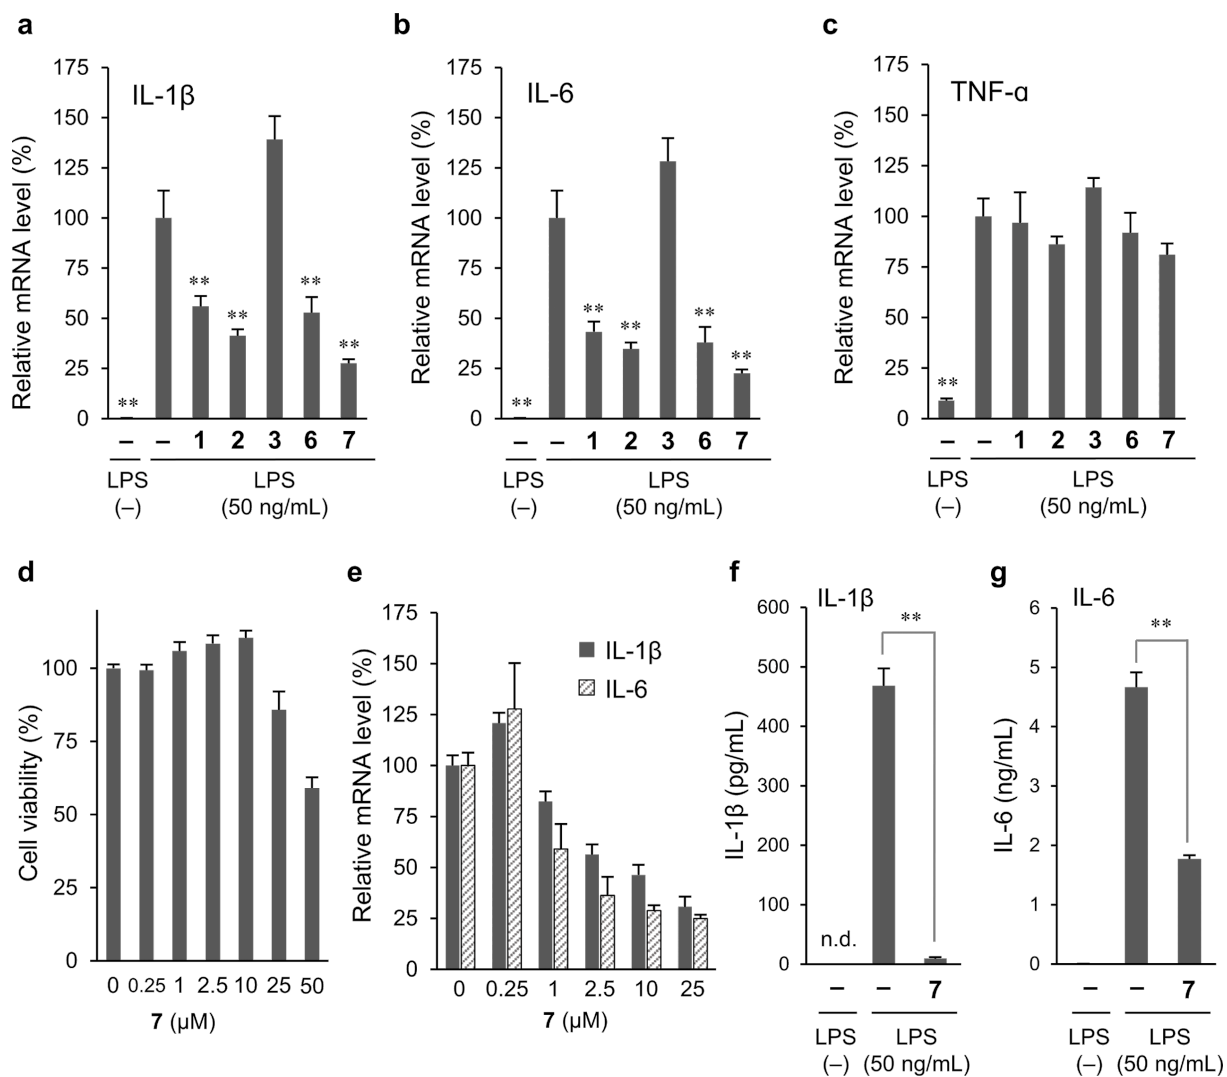 a
IL-1β
Relative mRNA level (%)
175
150
125
100
75
50
25
0
**
**
**
**
**
– – 1 2 3 6 7
LPS
(–)
LPS
(50 ng/mL)
b
IL-6
Relative mRNA level (%)
175
150
125
100
75
50
25
0
**
**
**
**
**
– – 1 2 3 6 7
LPS
(–)
LPS
(50 ng/mL)
c
TNF-α
Relative mRNA level (%)
175
150
125
100
75
50
25
0
**
– – 1 2 3 6 7
LPS
(–)
LPS
(50 ng/mL)
d
Cell viability (%)
100
75
50
25
0
0 0.25 1 2.5 10 25 50
7 (μM)
e
Relative mRNA level (%)
175
150
125
100
75
50
25
0
IL-1β
IL-6
0 0.25 1 2.5 10 25
7 (μM)
f
IL-1β
IL-1β (pg/mL)
600
500
400
300
200
100
0
**
n.d.
– – 7
LPS
(–)
LPS
(50 ng/mL)
g
IL-6
IL-6 (ng/mL)
6
5
4
3
2
1
0
**
– – 7
LPS
(–)
LPS
(50 ng/mL)